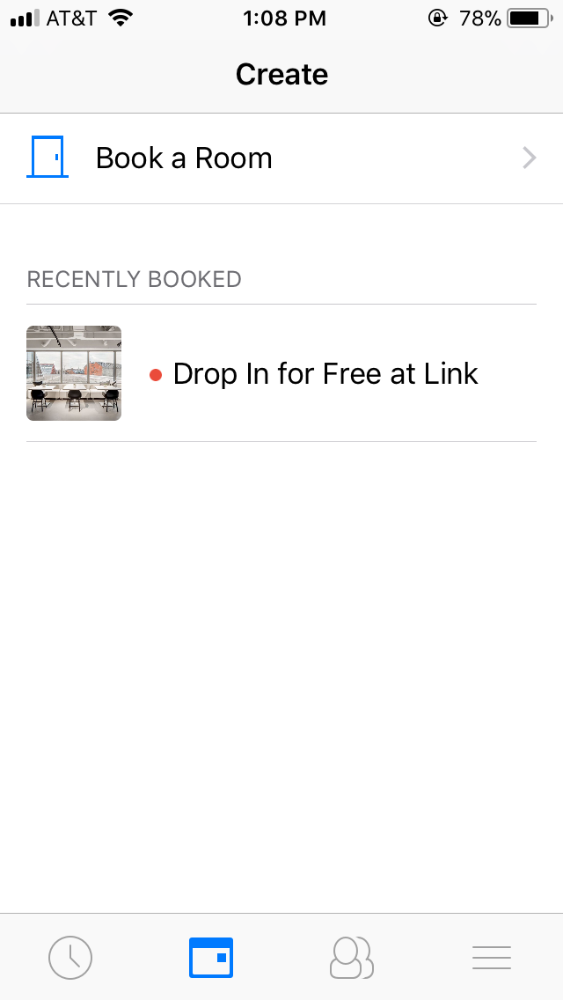 AT&T 1:08 PM 78%
Create
Book a Room
RECENTLY BOOKED
Drop In for Free at Link